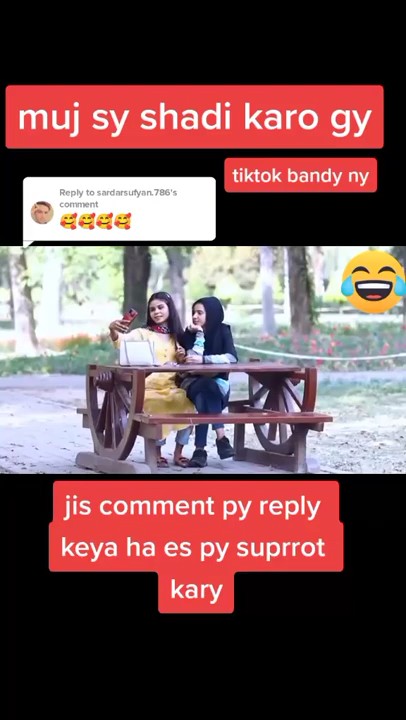 muj sy shadi karo gy
tiktok bandy ny
Reply to sardarsufyan.786's
comment
🥰🥰🥰🥰
jis comment py reply
keya ha es py suprrot
kary